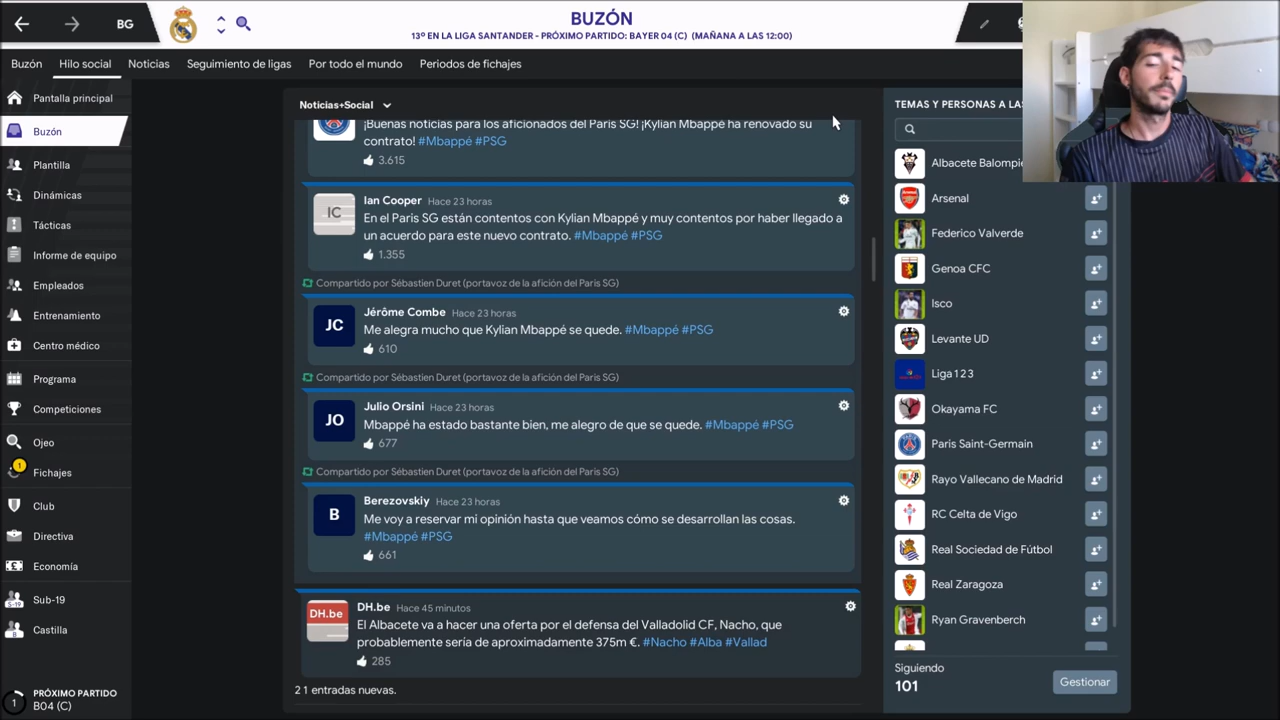 BG
BUZÓN
13º EN LA LIGA SANTANDER - PRÓXIMO PARTIDO: BAYER 04 (C) (MAÑANA A LAS 12:00)
Buzón
Hilo social
Noticias
Seguimiento de ligas
Por todo el mundo
Periodos de fichajes
Pantalla principal
Buzón
Plantilla
Dinámicas
Tácticas
Informe de equipo
Empleados
Entrenamiento
Centro médico
Programa
Competiciones
Ojeo
1
Fichajes
Club
Directiva
Economía
S-19
Sub-19
B
Castilla
1
PRÓXIMO PARTIDO
B04 (C)
Noticias+Social
¡Buenas noticias para los aficionados del Paris SG! ¡Kylian Mbappé ha renovado su
contrato! #Mbappé #PSG
3.615
IC
Ian Cooper Hace 23 horas
En el Paris SG están contentos con Kylian Mbappé y muy contentos por haber llegado a
un acuerdo para este nuevo contrato. #Mbappé #PSG
1.355
Compartido por Sébastien Duret (portavoz de la afición del Paris SG)
JC
Jérôme Combe Hace 23 horas
Me alegra mucho que Kylian Mbappé se quede. #Mbappé #PSG
610
Compartido por Sébastien Duret (portavoz de la afición del Paris SG)
JO
Julio Orsini Hace 23 horas
Mbappé ha estado bastante bien, me alegro de que se quede. #Mbappé #PSG
677
Compartido por Sébastien Duret (portavoz de la afición del Paris SG)
B
Berezovskiy Hace 23 horas
Me voy a reservar mi opinión hasta que veamos cómo se desarrollan las cosas.
#Mbappé #PSG
661
DH.be
DH.be Hace 45 minutos
El Albacete va a hacer una oferta por el defensa del Valladolid CF, Nacho, que
probablemente sería de aproximadamente 375m €. #Nacho #Alba #Vallad
285
21 entradas nuevas.
TEMAS Y PERSONAS A LAS
Albacete Balompié
Arsenal
Federico Valverde
Genoa CFC
Isco
Levante UD
Liga 1 2 3
Okayama FC
Paris Saint-Germain
Rayo Vallecano de Madrid
RC Celta de Vigo
Real Sociedad de Fútbol
Real Zaragoza
Ryan Gravenberch
Siguiendo
101
Gestionar